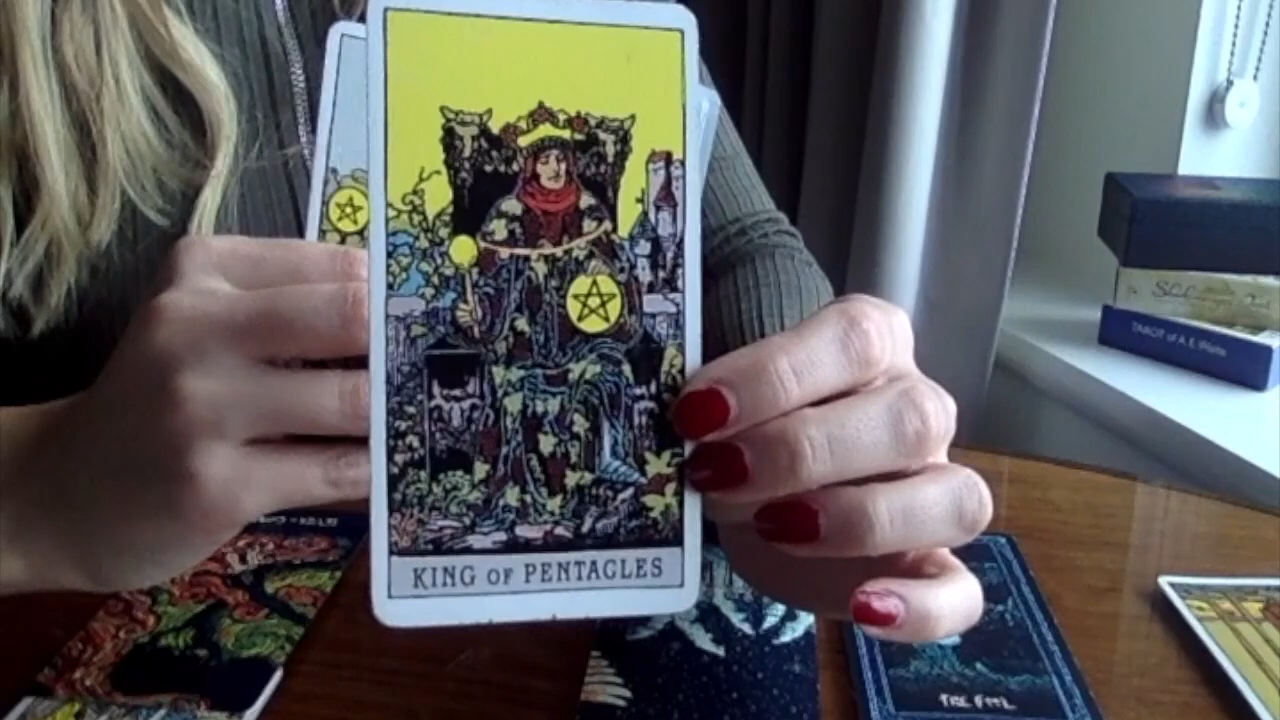 KING OF PENTACLES
TAROT of A.E. Waite
THE FOOL